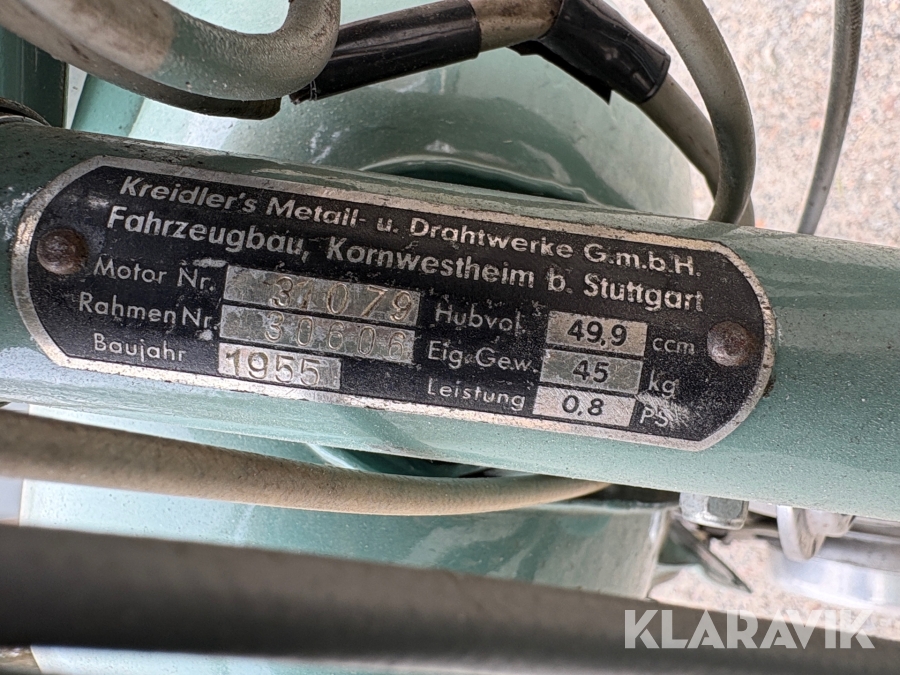 Kreidler's Metall- u. Drahtwerke G.m.b.H.
Fahrzeugbau, Kornwestheim b. Stuttgart
Motor Nr. 31079 Hubvol. 49,9 ccm
Rahmen Nr. 30606 Eig. Gew. 45 kg
Baujahr 1955 Leistung 0,8 PS
KLARAVIK